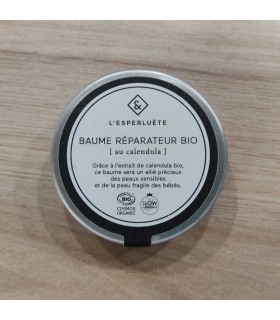 &
L'ESPERLUÈTE
BAUME RÉPARATEUR BIO
[ au calendula ]
Grâce à l'extrait de calendula bio,
ce baume sera un allié précieux
des peaux sensibles
et de la peau fragile des bébés.
BIO
COSMOS
ORGANIC
SLOW